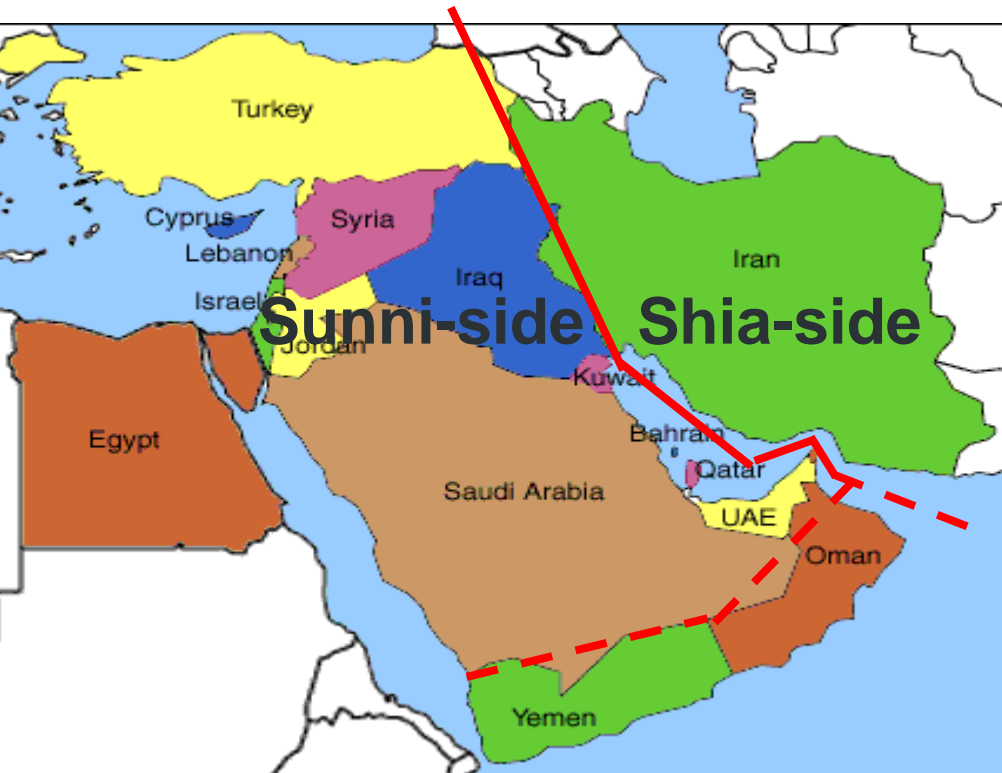 Turkey
Cyprus
Syria
Lebanon
Iran
Iraq
Israel
Sunni-side Shia-side
Jordan
Kuwait
Bahrain
Egypt
Qatar
Saudi Arabia
UAE
Oman
Yemen